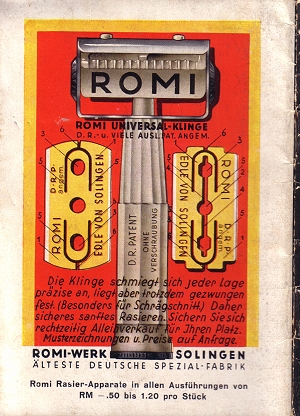 ROMI
ROMI UNIVERSAL-KLINGE
D.R.- u. VIELE AUSL. PAT. ANGEM.
D.R.P. angem.
ROMI
EDLE VON SOLINGEN
D.R. PATENT
OHNE VERSCHRAUBUNG
EDLE VON SOLINGEN
ROMI
D.R.P. angem.
Die Klinge schmiegt sich jeder Lage
präzise an, liegt aber trotzdem gezwungen
fest. (Besonders für Schrägschnitt) Daher
sicheres sanftes Rasieren. Sichern Sie sich
rechtzeitig Alleinverkauf für Ihren Platz.
Musterzeichnungen u. Preise auf Anfrage.
ROMI-WERK SOLINGEN
ÄLTESTE DEUTSCHE SPEZIAL-FABRIK
Romi Rasier-Apparate in allen Ausführungen von
RM –.50 bis 1.20 pro Stück